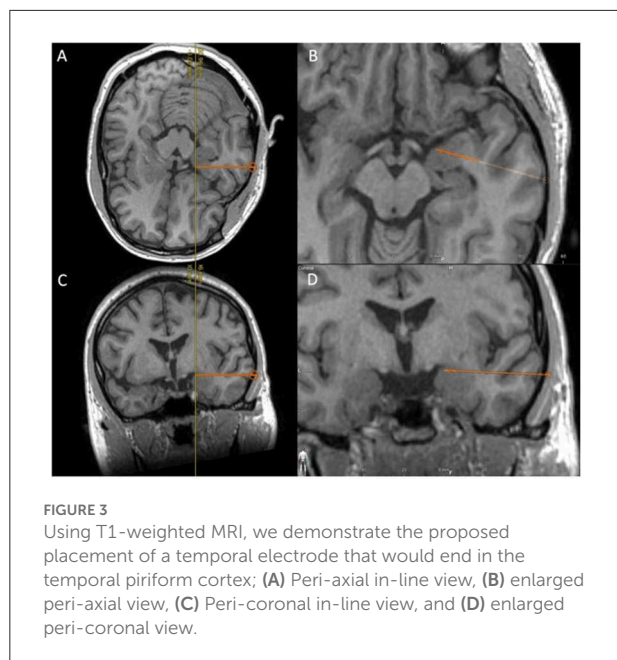 A
B
C
D
FIGURE 3
Using T1-weighted MRI, we demonstrate the proposed
placement of a temporal electrode that would end in the
temporal piriform cortex; (A) Peri-axial in-line view, (B) enlarged
peri-axial view, (C) Peri-coronal in-line view, and (D) enlarged
peri-coronal view.